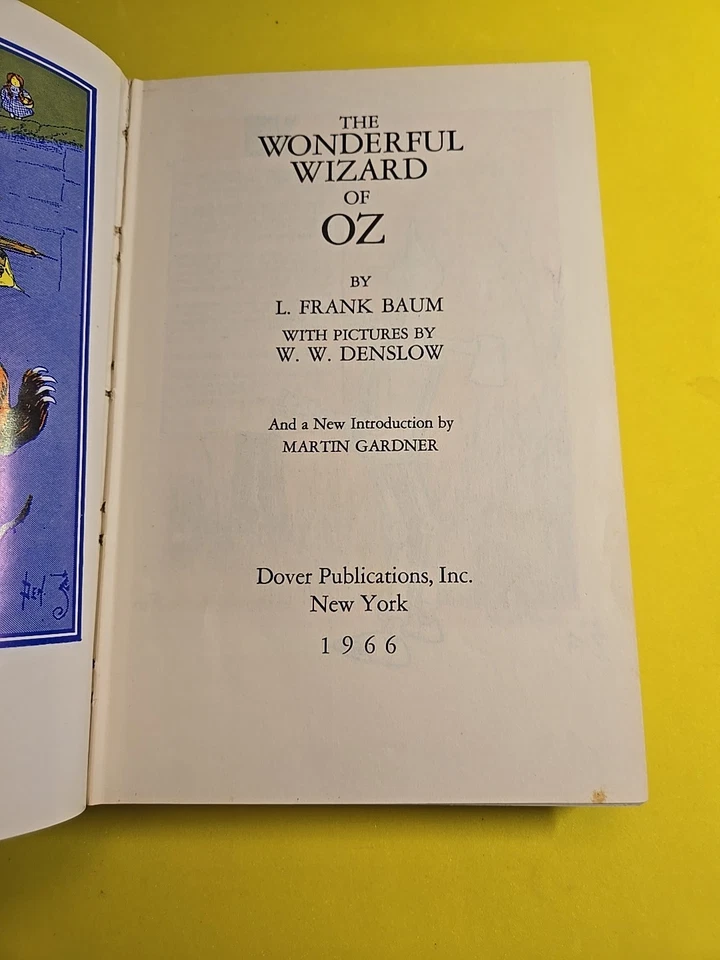 THE
WONDERFUL
WIZARD
OF
OZ
BY
L. FRANK BAUM
WITH PICTURES BY
W. W. DENSLOW
And a New Introduction by
MARTIN GARDNER
Dover Publications, Inc.
New York
1966